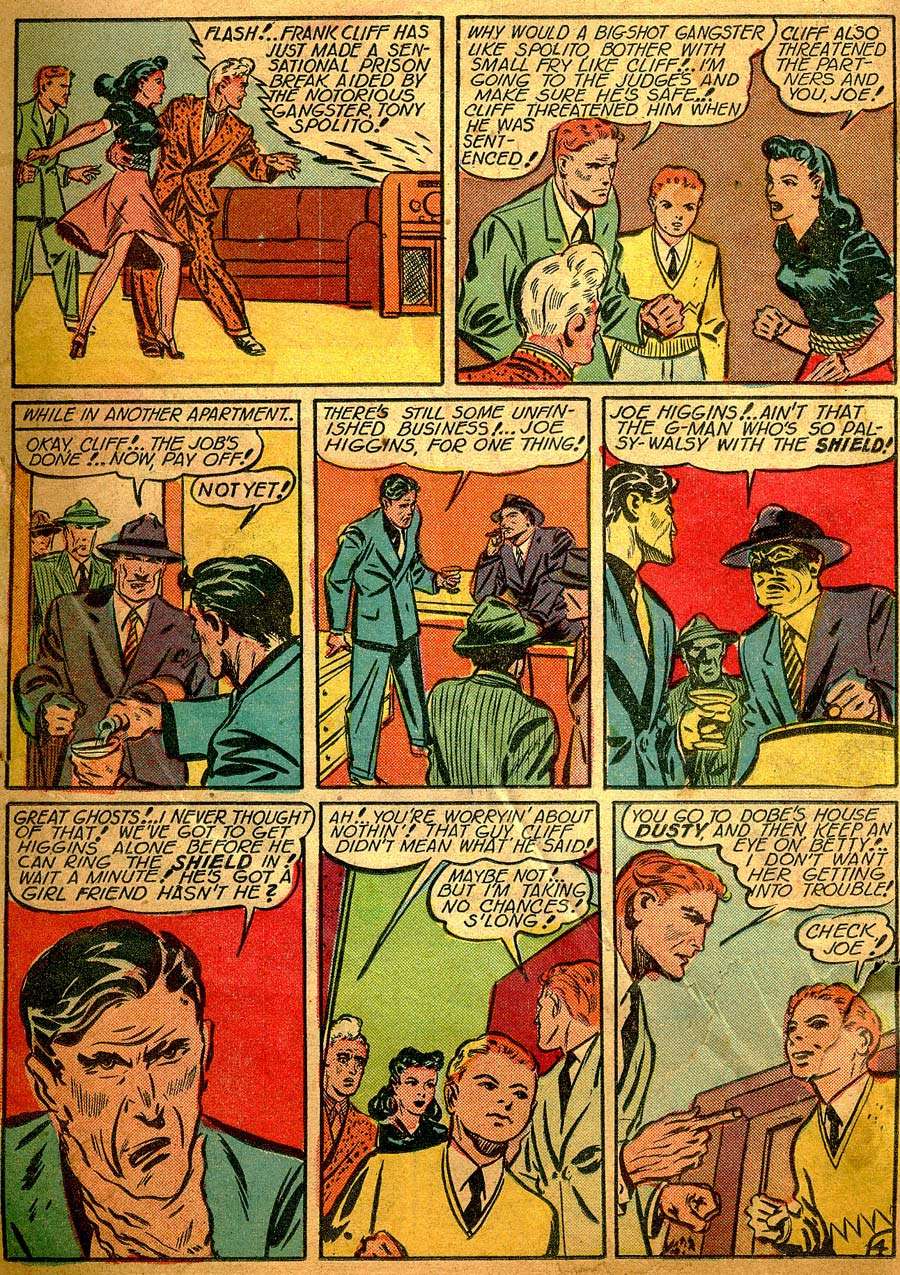 FLASH!..FRANK CLIFF HAS
JUST MADE A SEN-
SATIONAL PRISON
BREAK AIDED BY
THE NOTORIOUS
GANGSTER, TONY
SPOLITO!
WHY WOULD A BIG-SHOT GANGSTER
LIKE SPOLITO BOTHER WITH
SMALL FRY LIKE CLIFF!..I'M
GOING TO THE JUDGE'S AND
MAKE SURE HE'S SAFE..!
CLIFF THREATENED HIM WHEN
HE WAS
SENT-
ENCED!
CLIFF ALSO
THREATENED
THE PART-
NERS AND
YOU, JOE!
WHILE IN ANOTHER APARTMENT..
OKAY, CLIFF!..THE JOB'S
DONE!..NOW, PAY OFF!
NOT YET!
THERE'S STILL SOME UNFIN-
ISHED BUSINESS!...JOE
HIGGINS, FOR ONE THING!
JOE HIGGINS!..AIN'T THAT
THE G-MAN WHO'S SO PAL-
SY-WALSY WITH THE SHIELD!
GREAT GHOSTS!..I NEVER THOUGHT
OF THAT! WE'VE GOT TO GET
HIGGINS ALONE BEFORE HE
CAN RING THE SHIELD IN!
WAIT A MINUTE! HE'S GOT A
GIRL FRIEND HASN'T HE?
AH!..YOU'RE WORRYIN' ABOUT
NOTHIN'! THAT GUY CLIFF
DIDN'T MEAN WHAT HE SAID!
MAYBE NOT!..
BUT I'M TAKING
NO CHANCES!
S'LONG!
YOU GO TO DOBE'S HOUSE
DUSTY AND THEN KEEP AN
EYE ON BETTY!..
I DON'T WANT
HER GETTING
INTO TROUBLE!
CHECK,
JOE!
4